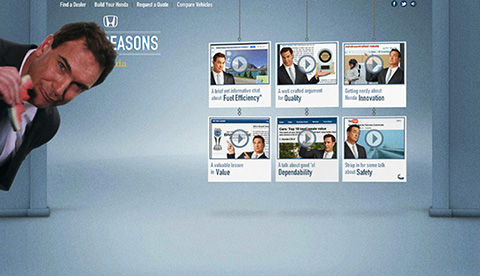 Find a Dealer Build Your Honda Request a Quote Compare Vehicles
EASONS
A brief yet informative chat
about Fuel Efficiency*
A well crafted argument
for Quality
Getting nerdy about
Honda Innovation
A valuable lesson
in Value
A talk about good 'ol
Dependability
Strap in for some talk
about Safety